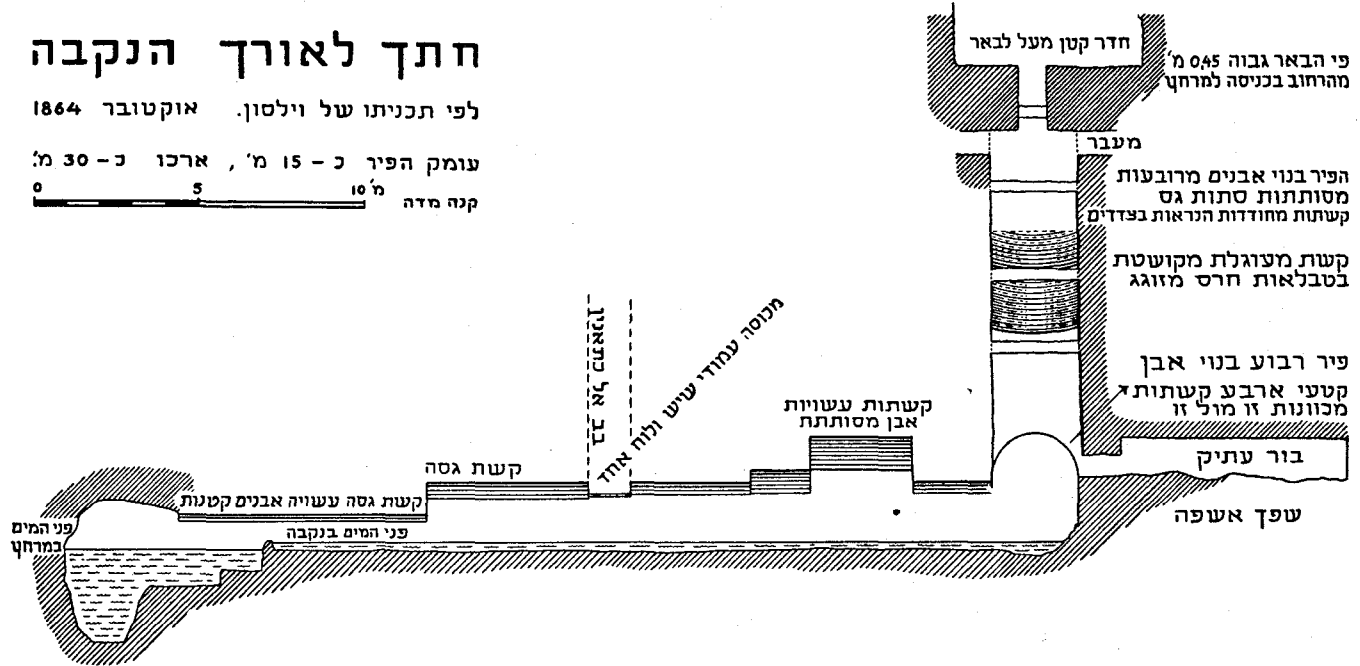 חתך לאורך הנקבה
לפי תכניתו של וילסון. אוקטובר 1864
עומק הפיר כ-15 מ', ארכו כ-30 מ'.
0 5 10 מ'
קנה מדה
חדר קטן מעל לבאר
פי הבאר גבוה 0,45 מ'
מהרחוב בכניסה למרחץ
מעבר
הפיר בנוי אבנים מרובעות
מסותתות סתות גס
קשתות מחודדות הנראות בצדדים
קשת מעוגלת מקושטת
בטבלאות חרס מזוגג
פיר רבוע בנוי אבן
קטעי ארבע קשתות
מכוונות זו מול זו
בור עתיק
שפך אשפה
קשתות עשויות
אבן מסותתת
מכוסה עמודי שיש ולוח אחד
בב אל כתאנין
קשת גסה
קשת גסה עשויה אבנים קטנות
פני המים בנקבה
פני המים
במרחץ